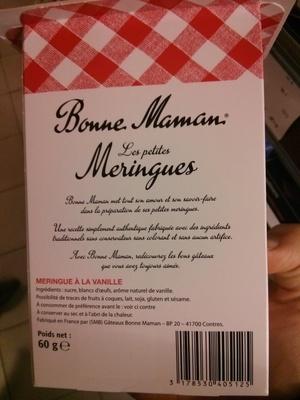 Bonne Maman®
Les petites
Meringues
Bonne Maman met tout son amour et son savoir-faire
dans la préparation de ses petites meringues.
Une recette simplement authentique fabriquée avec des ingrédients
traditionnels sans conservateur sans colorant et sans aucun artifice.
Avec Bonne Maman, redécouvrez les bons gâteaux
que vous avez toujours aimés.
MERINGUE À LA VANILLE
Ingrédients : sucre, blancs d'œufs, arôme naturel de vanille.
Possibilité de traces de fruits à coques, lait, soja, gluten et sésame.
A consommer de préférence avant le : voir ci contre
À conserver au sec et à l'abri de la chaleur.
Fabriqué en France par (SMB) Gâteaux Bonne Maman – BP 20 – 41700 Contres.
Poids net :
60 g e
3 178530 405125